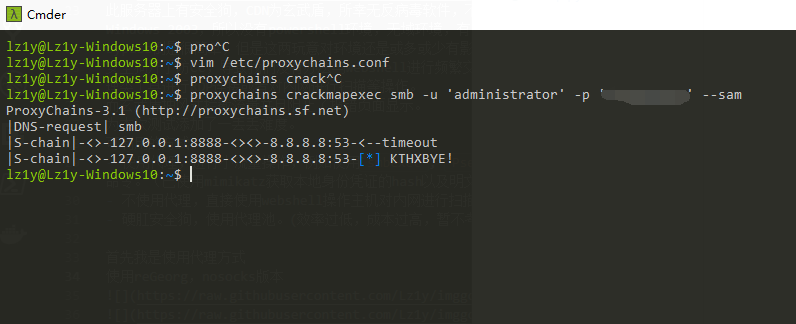 Cmder
lz1y@Lz1y-Windows10:~$ pro^C
lz1y@Lz1y-Windows10:~$ vim /etc/proxychains.conf
lz1y@Lz1y-Windows10:~$ proxychains crack^C
lz1y@Lz1y-Windows10:~$ proxychains crackmapexec smb -u 'administrator' -p '' --sam
ProxyChains-3.1 (http://proxychains.sf.net)
|DNS-request| smb
|S-chain|-<>-127.0.0.1:8888-<><>-8.8.8.8:53-<--timeout
|S-chain|-<>-127.0.0.1:8888-<><>-8.8.8.8:53-[*] KTHXBYE!
lz1y@Lz1y-Windows10:~$